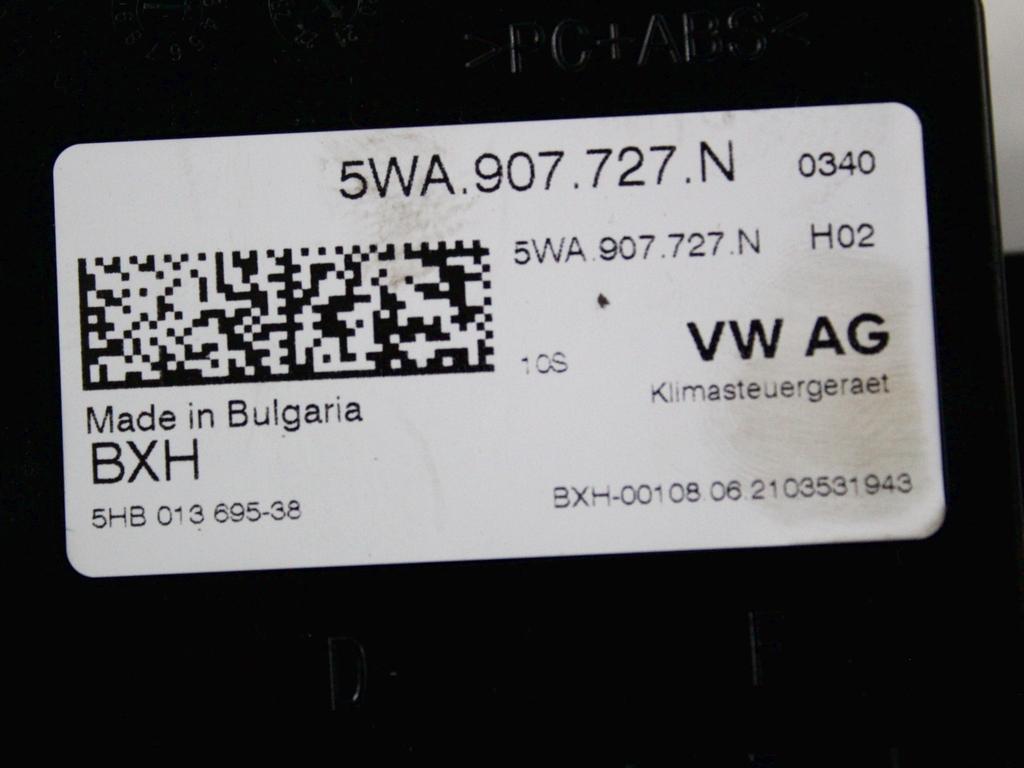 >PC+ABS<
5WA.907.727.N 0340
5WA.907.727.N H02
10S
VW AG
Klimasteuergeraet
Made in Bulgaria
BXH
5HB 013 695-38
BXH-00108.06.2103531943
D
F